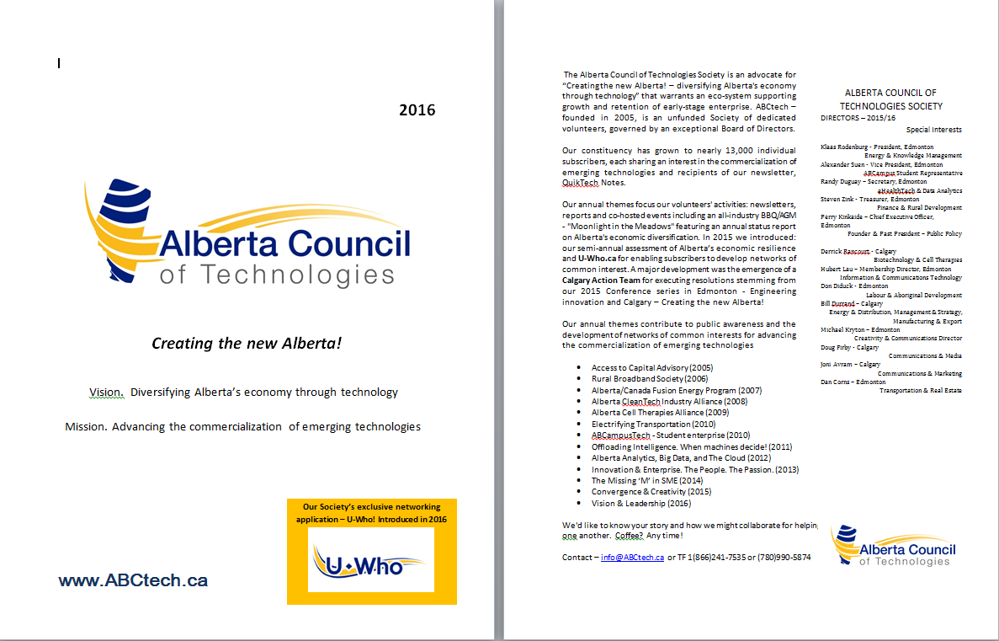 2016
Alberta Council
of Technologies
Creating the new Alberta!
Vision. Diversifying Alberta's economy through technology
Mission. Advancing the commercialization of emerging technologies
Our Society's exclusive networking
application – U-Who! Introduced in 2016
U-Who
www.ABCtech.ca
The Alberta Council of Technologies Society is an advocate for
"Creating the new Alberta! – diversifying Alberta's economy
through technology" that warrants an eco-system supporting
growth and retention of early-stage enterprise. ABCtech –
founded in 2005, is an unfunded Society of dedicated
volunteers, governed by an exceptional Board of Directors.
Our constituency has grown to nearly 13,000 individual
subscribers, each sharing an interest in the commercialization of
emerging technologies and recipients of our newsletter,
QuikTech Notes.
Our annual themes focus our volunteers' activities: newsletters,
reports and co-hosted events including an all-industry BBQ/AGM
- "Moonlight in the Meadows" featuring an annual status report
on Alberta's economic diversification. In 2015 we introduced:
our semi-annual assessment of Alberta's economic resilience
and U-Who.ca for enabling subscribers to develop networks of
common interest. A major development was the emergence of a
Calgary Action Team for executing resolutions stemming from
our 2015 Conference series in Edmonton - Engineering
innovation and Calgary – Creating the new Alberta!
Our annual themes contribute to public awareness and the
development of networks of common interests for advancing
the commercialization of emerging technologies
• Access to Capital Advisory (2005)
• Rural Broadband Society (2006)
• Alberta/Canada Fusion Energy Program (2007)
• Alberta CleanTech Industry Alliance (2008)
• Alberta Cell Therapies Alliance (2009)
• Electrifying Transportation (2010)
• ABCampusTech - Student enterprise (2010)
• Offloading Intelligence. When machines decide! (2011)
• Alberta Analytics, Big Data, and The Cloud (2012)
• Innovation & Enterprise. The People. The Passion. (2013)
• The Missing 'M' in SME (2014)
• Convergence & Creativity (2015)
• Vision & Leadership (2016)
We'd like to know your story and how we might collaborate for helpin
one another. Coffee? Any time!
Contact – info@ABCtech.ca or TF 1(866)241-7535 or (780)990-5874
ALBERTA COUNCIL OF
TECHNOLOGIES SOCIETY
DIRECTORS – 2015/16
Special Interests
Klaas Rodenburg - President, Edmonton
Energy & Knowledge Management
Alexander Suen - Vice President, Edmonton
ABCampus Student Representative
Randy Duguay – Secretary, Edmonton
eHealthTech & Data Analytics
Steven Zink - Treasurer, Edmonton
Finance & Rural Development
Perry Kinkaide – Chief Executive Officer,
Edmonton
Founder & Past President – Public Policy
Derrick Rancourt - Calgary
Biotechnology & Cell Therapies
Hubert Lau – Membership Director, Edmonton
Information & Communications Technology
Don Diduck - Edmonton
Labour & Aboriginal Development
Bill Durrand – Calgary
Energy & Distribution, Management & Strategy,
Manufacturing & Export
Michael Kryton – Edmonton
Creativity & Communications Director
Doug Firby - Calgary
Communications & Media
Joni Avram – Calgary
Communications & Marketing
Dan Corns – Edmonton
Transportation & Real Estate
Alberta Council
of Technologies